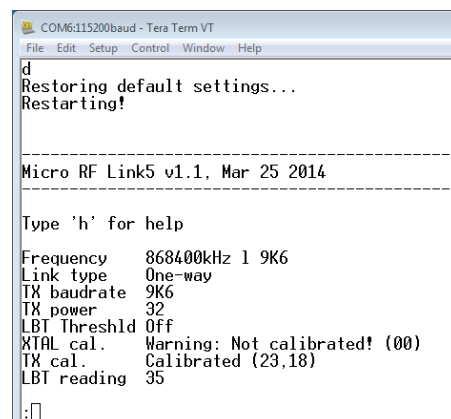 COM6:115200baud - Tera Term VT
File Edit Setup Control Window Help
d
Restoring default settings...
Restarting!
--------------------------------------------------
Micro RF Link5 v1.1, Mar 25 2014
--------------------------------------------------
Type 'h' for help
Frequency 868400kHz l 9K6
Link type One-way
TX baudrate 9K6
TX power 32
LBT Threshld Off
XTAL cal. Warning: Not calibrated! (00)
TX cal. Calibrated (23,18)
LBT reading 35
: